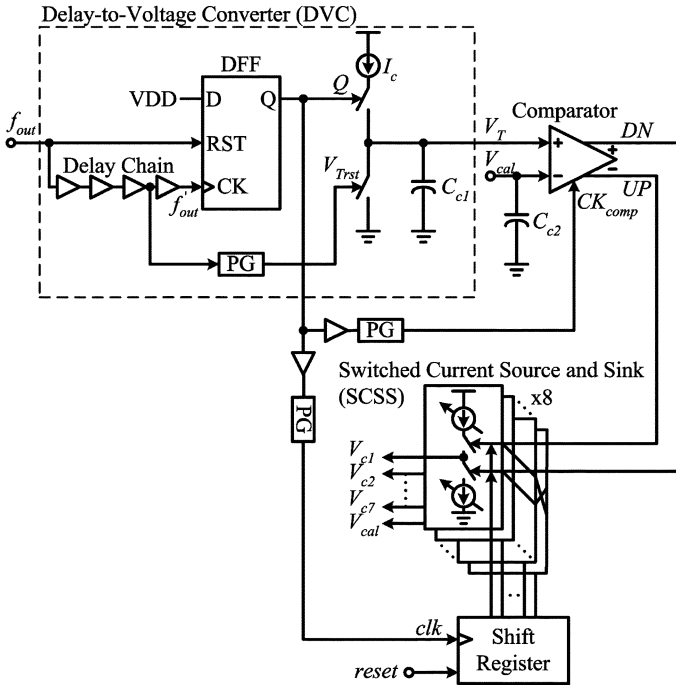 Delay-to-Voltage Converter (DVC)
DFF
I_c
VDD
D
Q
Q
Comparator
f_out
RST
V_T
DN
Delay Chain
V_Trst
V_cal
+
+
−
−
CK
f'_out
C_c1
UP
CK_comp
C_c2
PG
PG
PG
Switched Current Source and Sink
(SCSS)
x8
V_c1
V_c2
V_c7
V_cal
clk
Shift
Register
reset